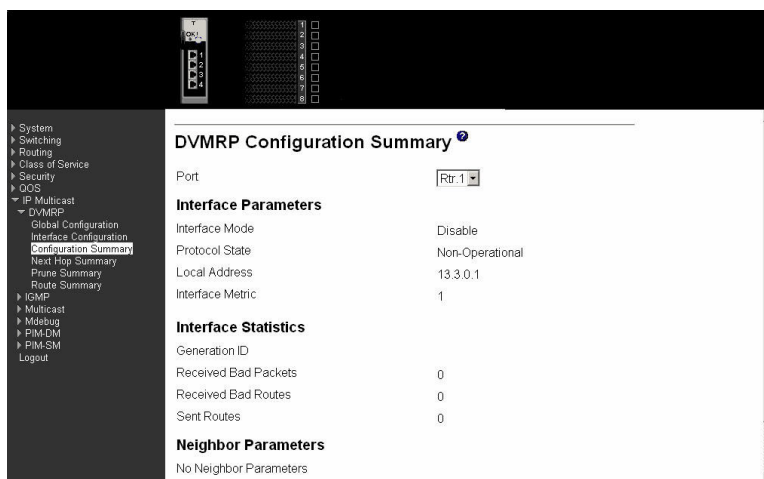 T
OK!
1
2
3
4
1
2
3
4
5
6
7
8
System
Switching
Routing
Class of Service
Security
QOS
IP Multicast
DVMRP
Global Configuration
Interface Configuration
Configuration Summary
Next Hop Summary
Prune Summary
Route Summary
IGMP
Multicast
Mdebug
PIM-DM
PIM-SM
Logout
DVMRP Configuration Summary ?
Port Rtr.1
Interface Parameters
Interface Mode Disable
Protocol State Non-Operational
Local Address 13.3.0.1
Interface Metric 1
Interface Statistics
Generation ID
Received Bad Packets 0
Received Bad Routes 0
Sent Routes 0
Neighbor Parameters
No Neighbor Parameters